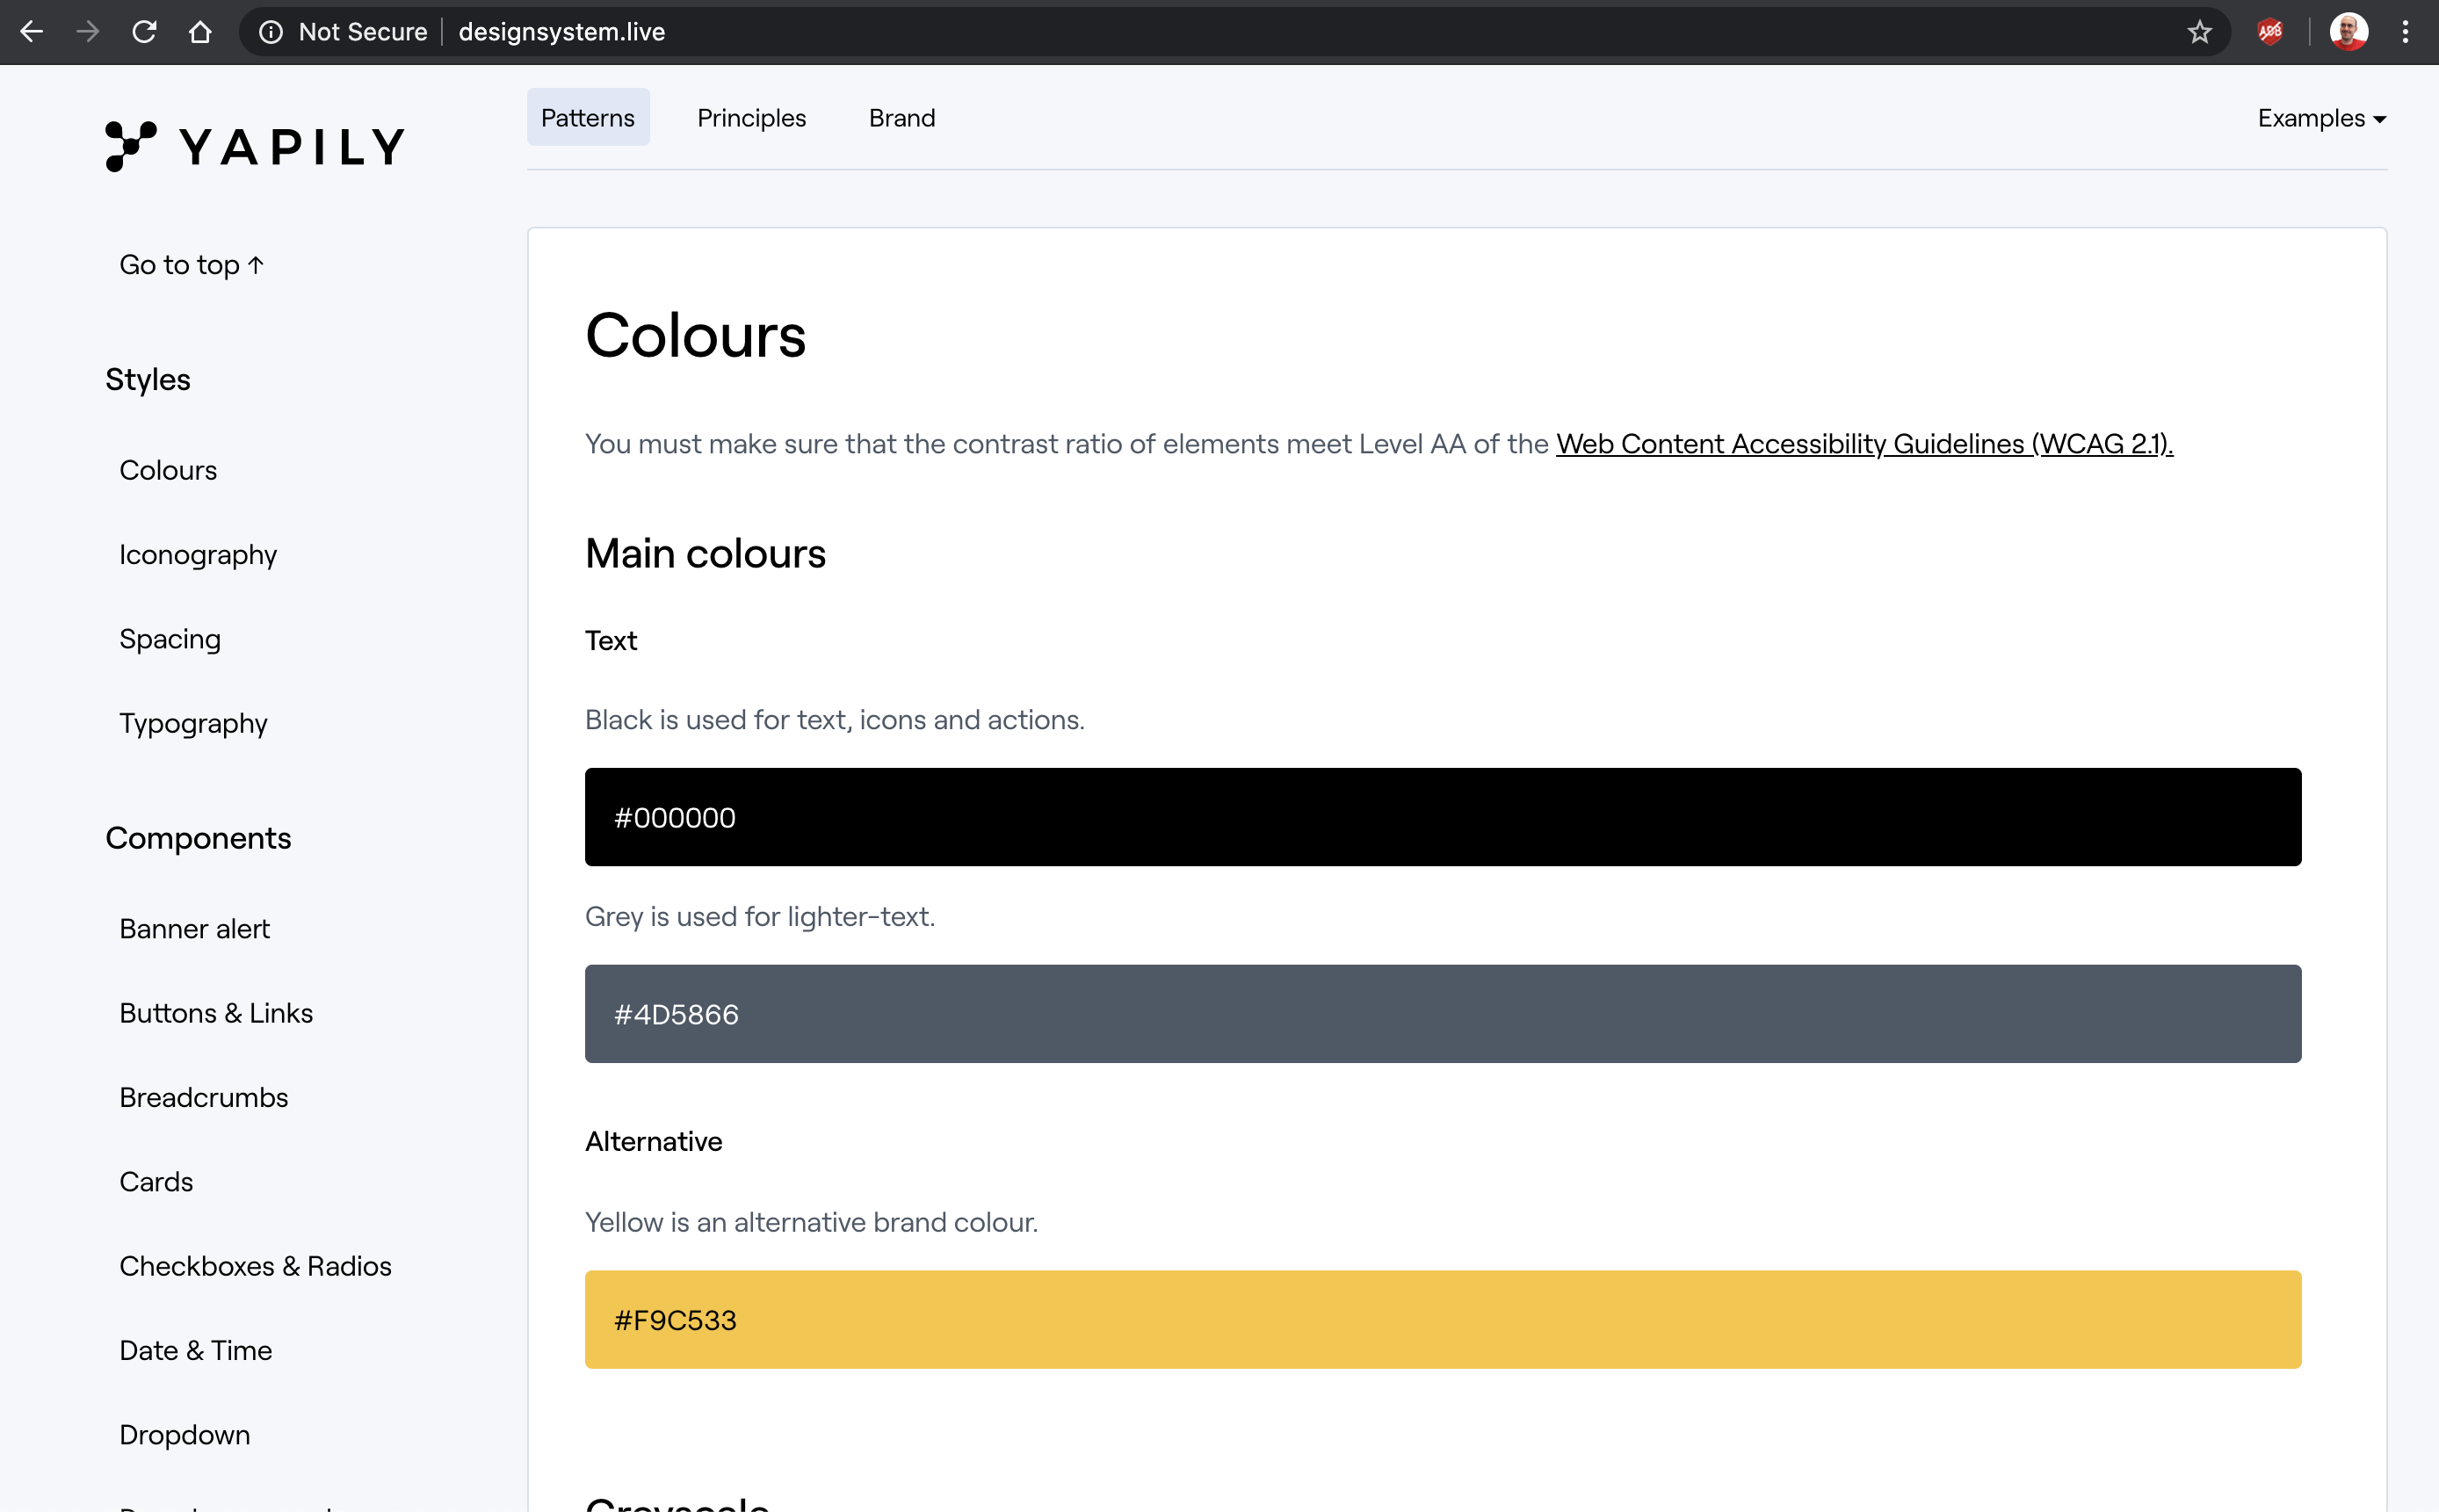 Not Secure
designsystem.live
YAPILY
Patterns
Principles
Brand
Examples
Go to top ↑
Styles
Colours
Iconography
Spacing
Typography
Components
Banner alert
Buttons & Links
Breadcrumbs
Cards
Checkboxes & Radios
Date & Time
Dropdown
Colours
You must make sure that the contrast ratio of elements meet Level AA of the Web Content Accessibility Guidelines (WCAG 2.1).
Main colours
Text
Black is used for text, icons and actions.
#000000
Grey is used for lighter-text.
#4D5866
Alternative
Yellow is an alternative brand colour.
#F9C533
Grayscale